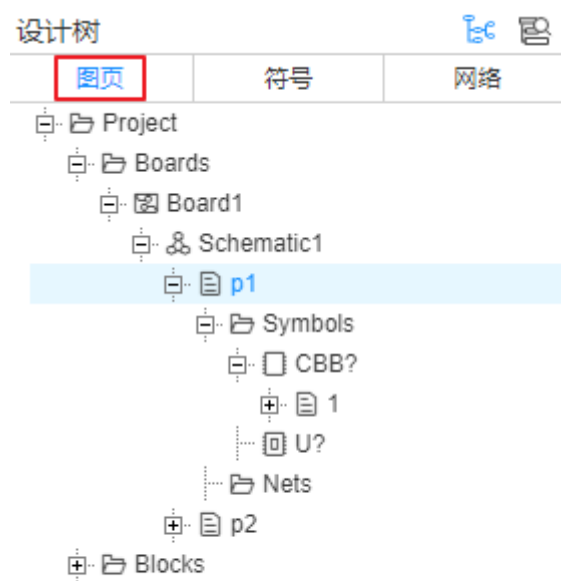 设计树
图页 符号 网络
Project
Boards
Board1
Schematic1
p1
Symbols
CBB?
1
U?
Nets
p2
Blocks